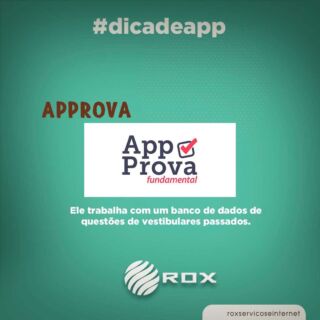 #dicadeapp
APPROVA
App
Prova
fundamental
Ele trabalha com um banco de dados de
questões de vestibulares passados.
ROX
roxservicoseinternet